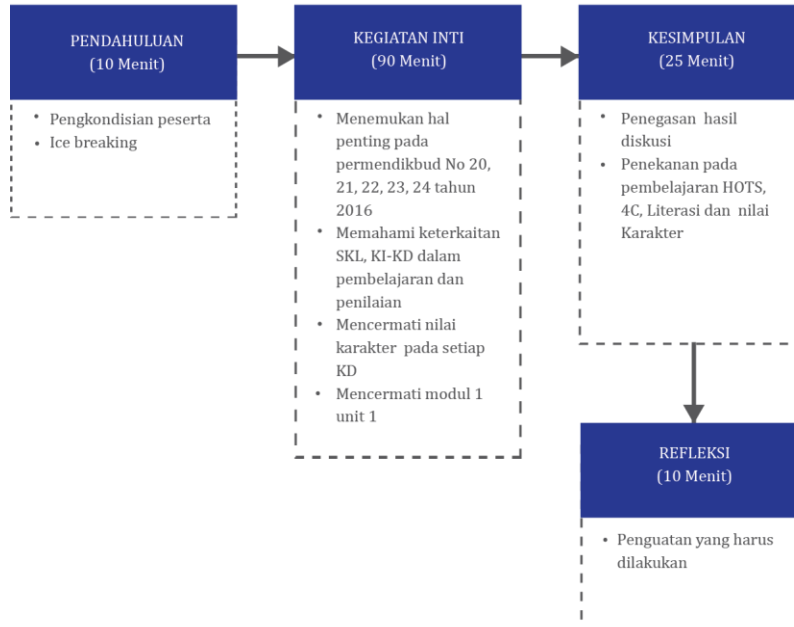 PENDAHULUAN
(10 Menit)
• Pengkondisian peserta
• Ice breaking
KEGIATAN INTI
(90 Menit)
• Menemukan hal
penting pada
permendikbud No 20,
21, 22, 23, 24 tahun
2016
• Memahami keterkaitan
SKL, KI-KD dalam
pembelajaran dan
penilaian
• Mencermati nilai
karakter pada setiap
KD
• Mencermati modul 1
unit 1
KESIMPULAN
(25 Menit)
• Penegasan hasil
diskusi
• Penekanan pada
pembelajaran HOTS,
4C, Literasi dan nilai
Karakter
REFLEKSI
(10 Menit)
• Penguatan yang harus
dilakukan